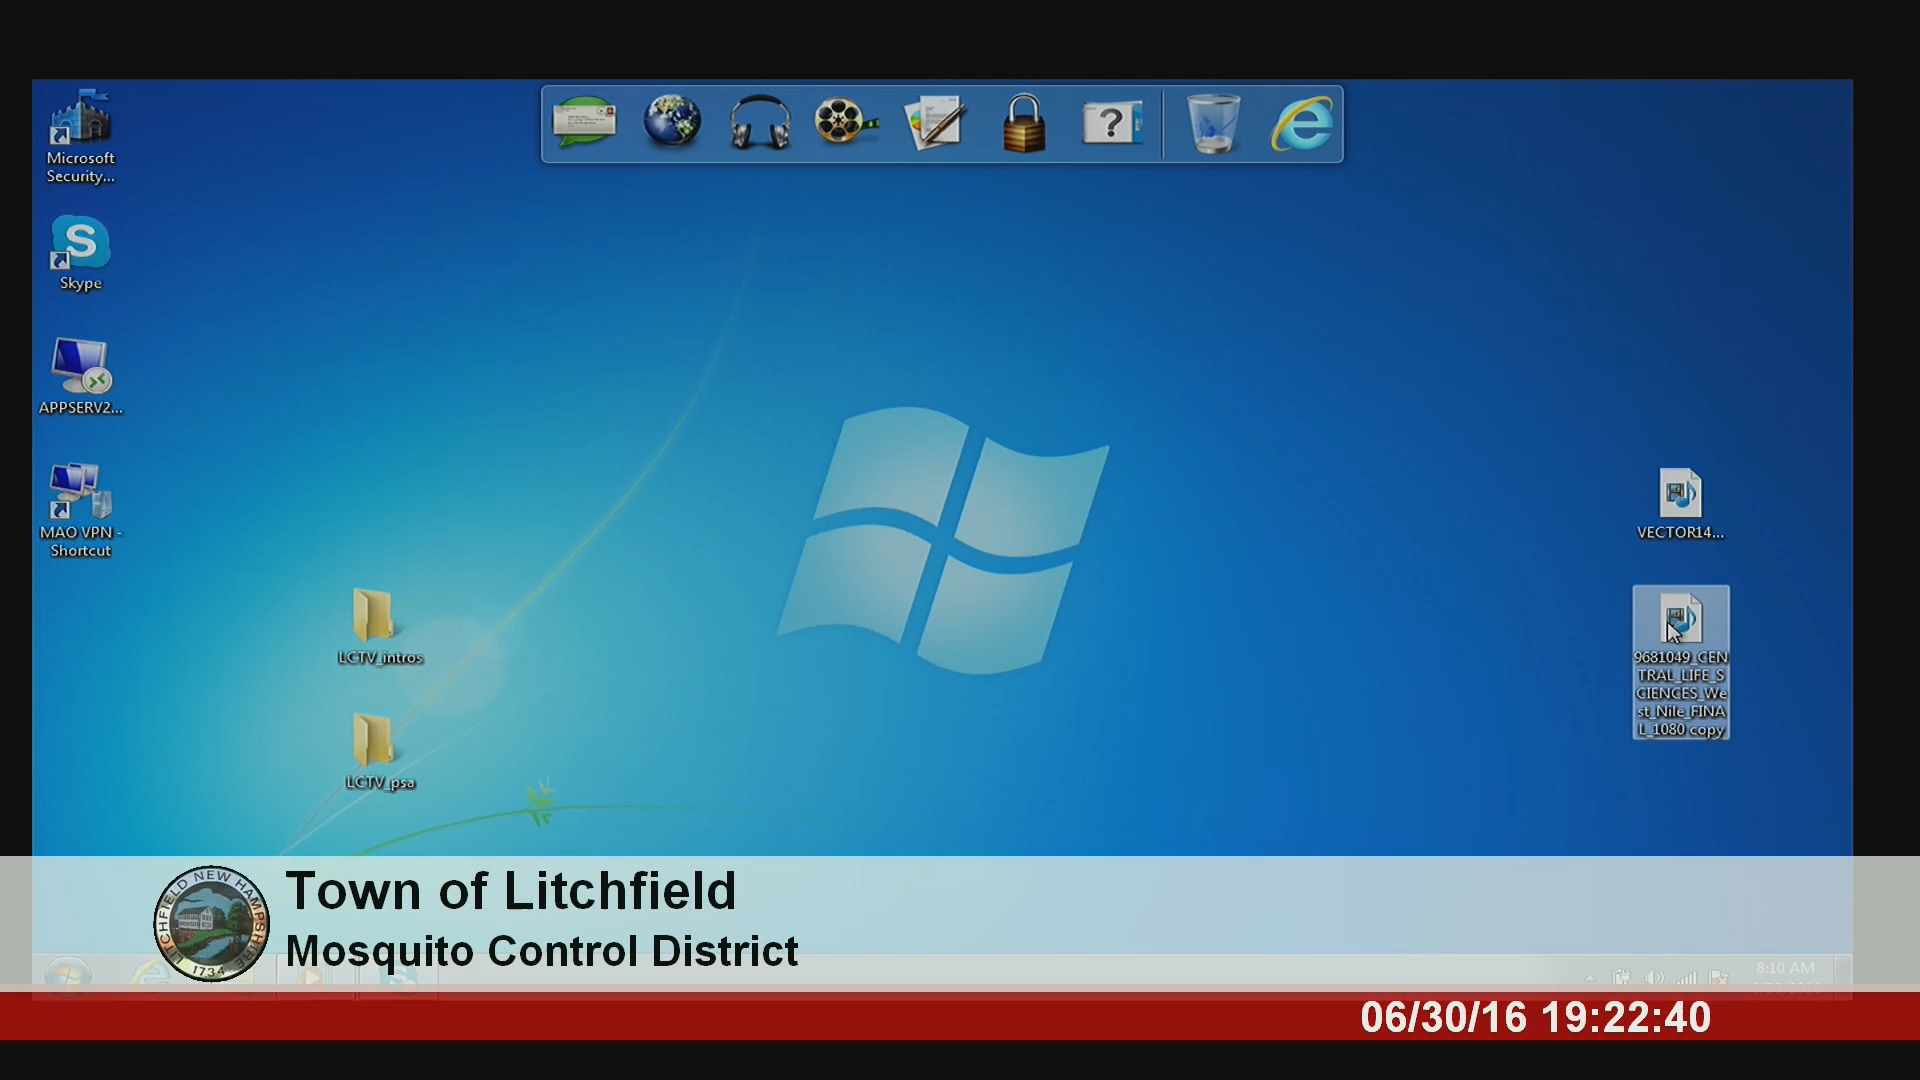 Microsoft
Security...
Skype
APPSERV2...
MAO VPN -
Shortcut
LCTV_intros
LCTV_psa
?
VECTOR14...
9681049_CEN
TRAL_LIFE_S
CIENCES_We
st_Nile_FINA
L_1080 copy
LITCHFIELD NEW HAMPSHIRE
1734
Town of Litchfield
Mosquito Control District
8:10 AM
06/30/16 19:22:40